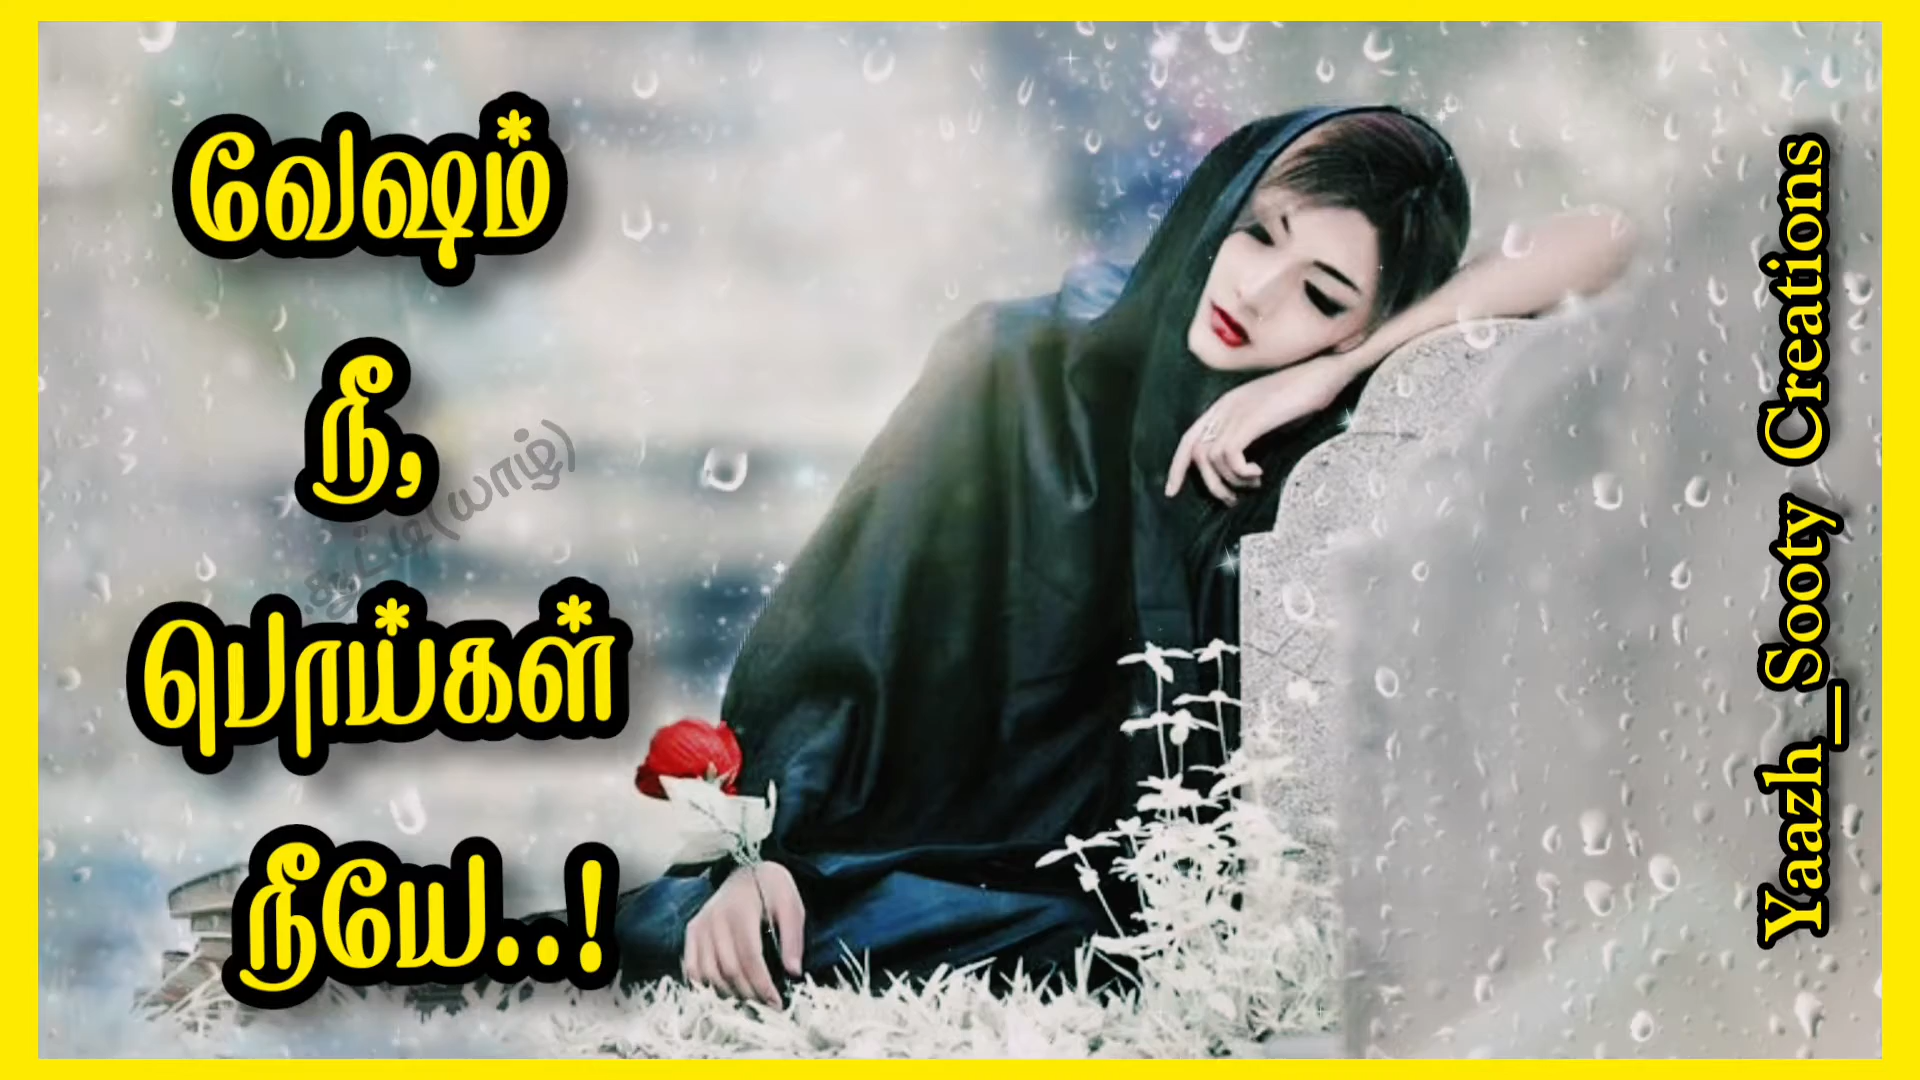 வேஷம்
நீ,
பொய்கள்
நீயே..!
Yaazh_Sooty Creations
(யாழ்)